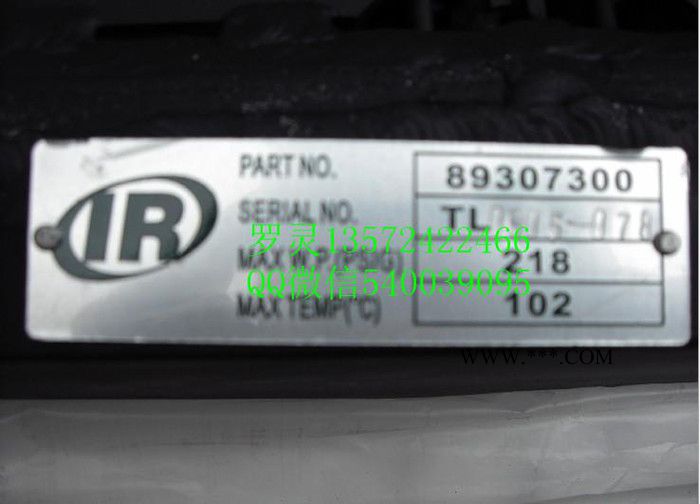 IR
PART NO. 89307300
SERIAL NO. TL0515-078
罗灵13572422466
MAX W.P.(PSIG) 218
QQ微信540039095
MAX TEMP(°C) 102
WWW.***.COM